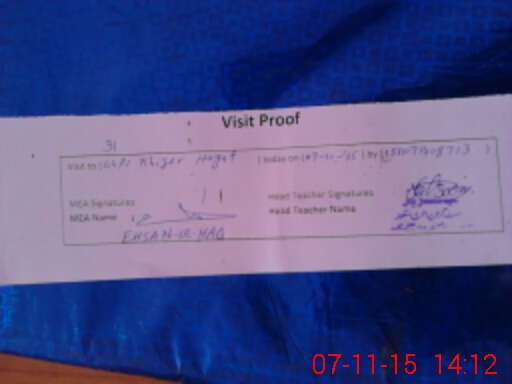 Visit Proof
31
Visit to (GGPS Khizer Hayat ) today on (07-11-15) by (
MEA Signatures
Head Teacher Signatures
MEA Name
Head Teacher Name
EHSAN-UL-HAQ
07-11-15 14:12